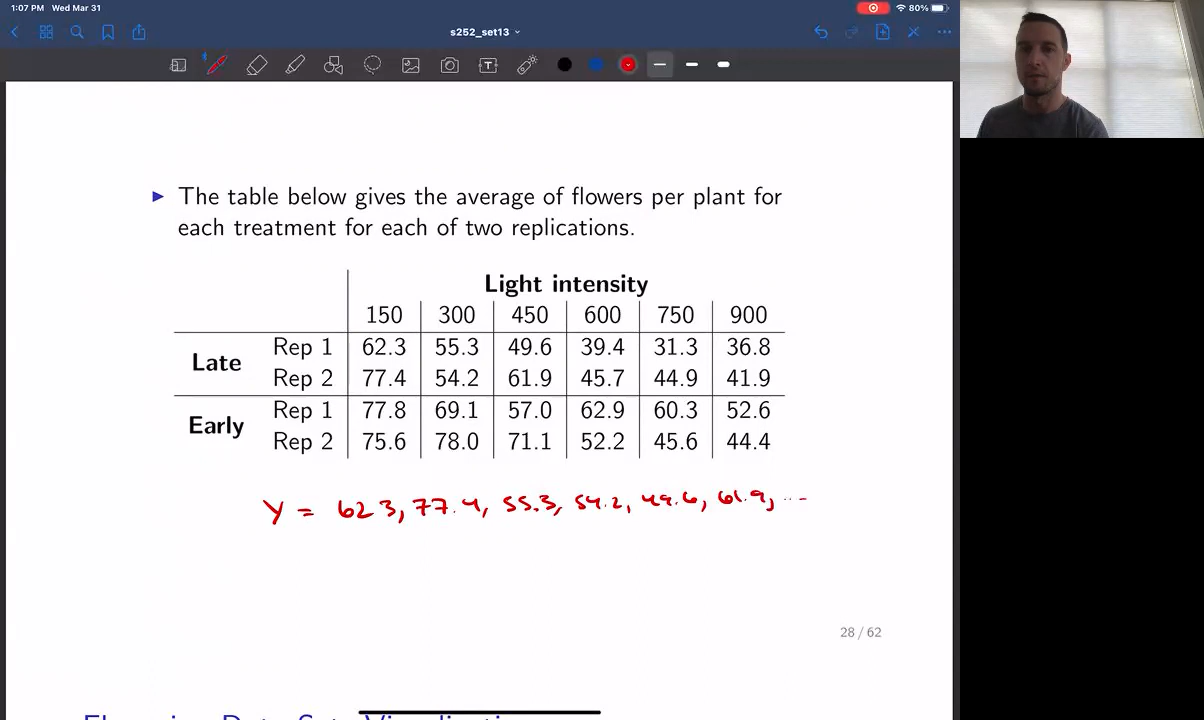 1:07 PM Wed Mar 31
80%
s252_set13
T
► The table below gives the average of flowers per plant for
each treatment for each of two replications.
Light intensity
150 300 450 600 750 900
Late Rep 1 62.3 55.3 49.6 39.4 31.3 36.8
Rep 2 77.4 54.2 61.9 45.7 44.9 41.9
Early Rep 1 77.8 69.1 57.0 62.9 60.3 52.6
Rep 2 75.6 78.0 71.1 52.2 45.6 44.4
Y = 62.3, 77.4, 55.3, 54.2, 49.6, 61.9, ...
28 / 62